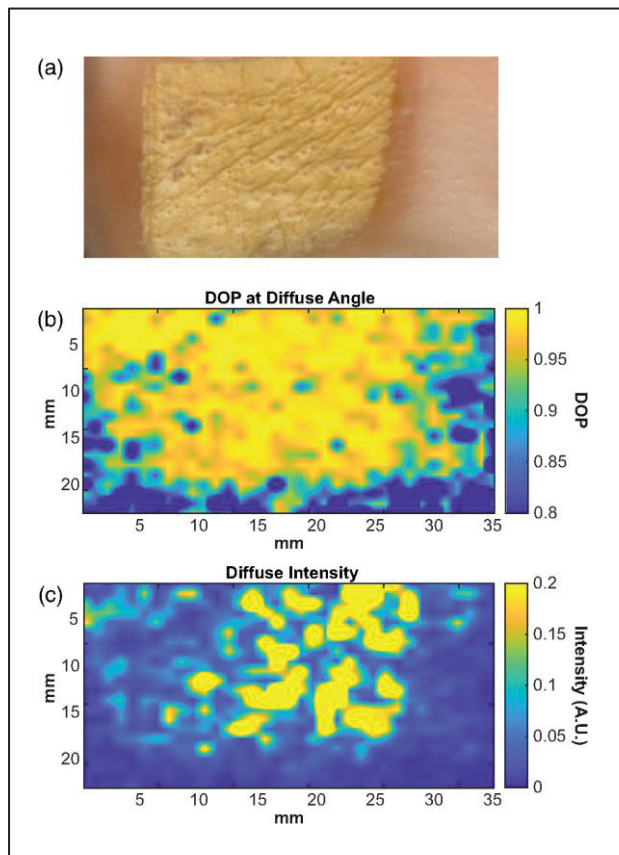 (a)
DOP at Diffuse Angle
(b)
1
5
0.95
10
0.9
15
0.85
20
0.8
mm
DOP
5 10 15 20 25 30 35
mm
Diffuse Intensity
(c)
0.2
5
0.15
10
0.1
15
0.05
20
0
mm
Intensity (A.U.)
5 10 15 20 25 30 35
mm